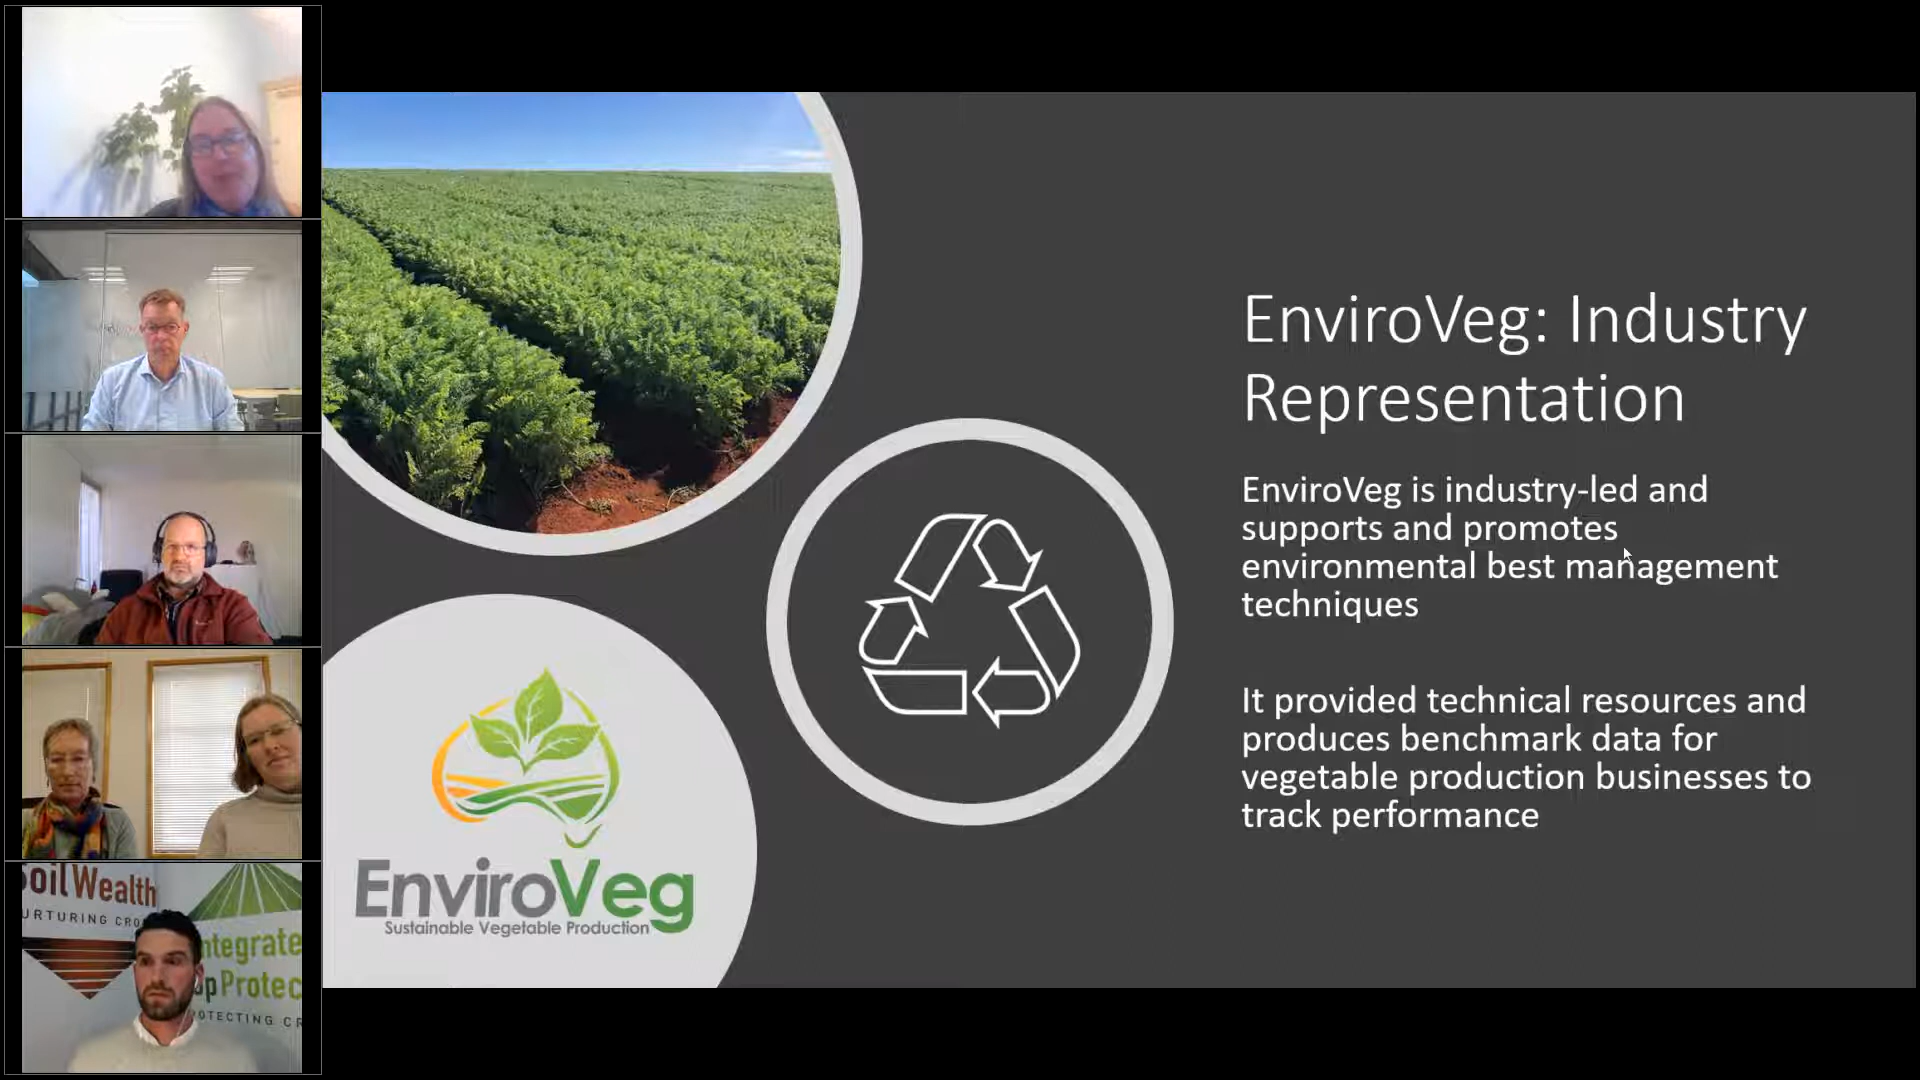 EnviroVeg: Industry
Representation
EnviroVeg is industry-led and
supports and promotes
environmental best management
techniques
It provided technical resources and
produces benchmark data for
vegetable production businesses to
track performance
EnviroVeg
Sustainable Vegetable Production
oilWealth
URTURING CRO
ntegrate
pProtec
OTECTING CR